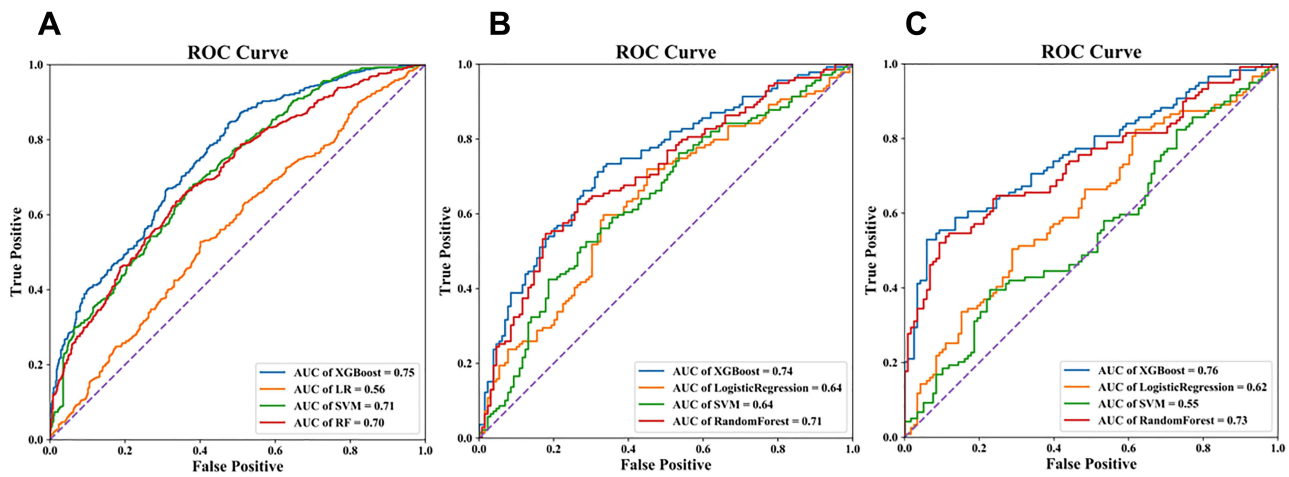 A
ROC Curve
True Positive
1.0
0.8
0.6
0.4
0.2
0.0
AUC of XGBoost = 0.75
AUC of LR = 0.56
AUC of SVM = 0.71
AUC of RF = 0.70
0.0 0.2 0.4 0.6 0.8 1.0
False Positive
B
ROC Curve
True Positive
1.0
0.8
0.6
0.4
0.2
0.0
AUC of XGBoost = 0.74
AUC of LogisticRegression = 0.64
AUC of SVM = 0.64
AUC of RandomForest = 0.71
0.0 0.2 0.4 0.6 0.8 1.0
False Positive
C
ROC Curve
True Positive
1.0
0.8
0.6
0.4
0.2
0.0
AUC of XGBoost = 0.76
AUC of LogisticRegression = 0.62
AUC of SVM = 0.55
AUC of RandomForest = 0.73
0.0 0.2 0.4 0.6 0.8 1.0
False Positive